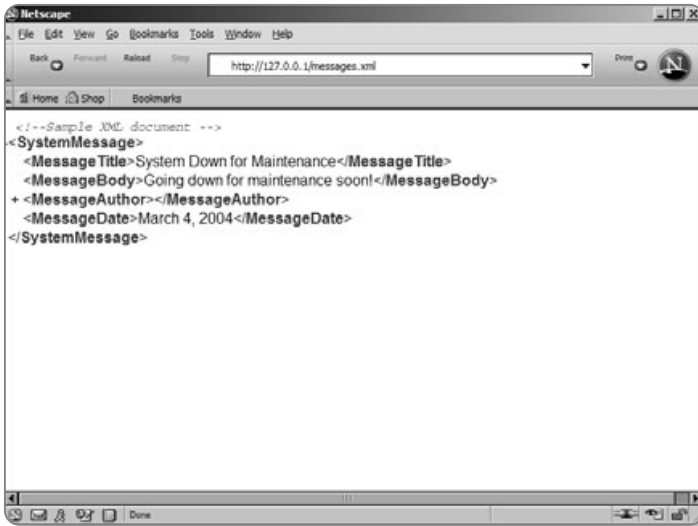 Netscape
File Edit View Go Bookmarks Tools Window Help
Back Forward Reload Stop http://127.0.0.1/messages.xml Print N
Home Shop Bookmarks
<!--Sample XML document -->
-<SystemMessage>
<MessageTitle>System Down for Maintenance</MessageTitle>
<MessageBody>Going down for maintenance soon!</MessageBody>
+ <MessageAuthor></MessageAuthor>
<MessageDate>March 4, 2004</MessageDate>
</SystemMessage>
Done